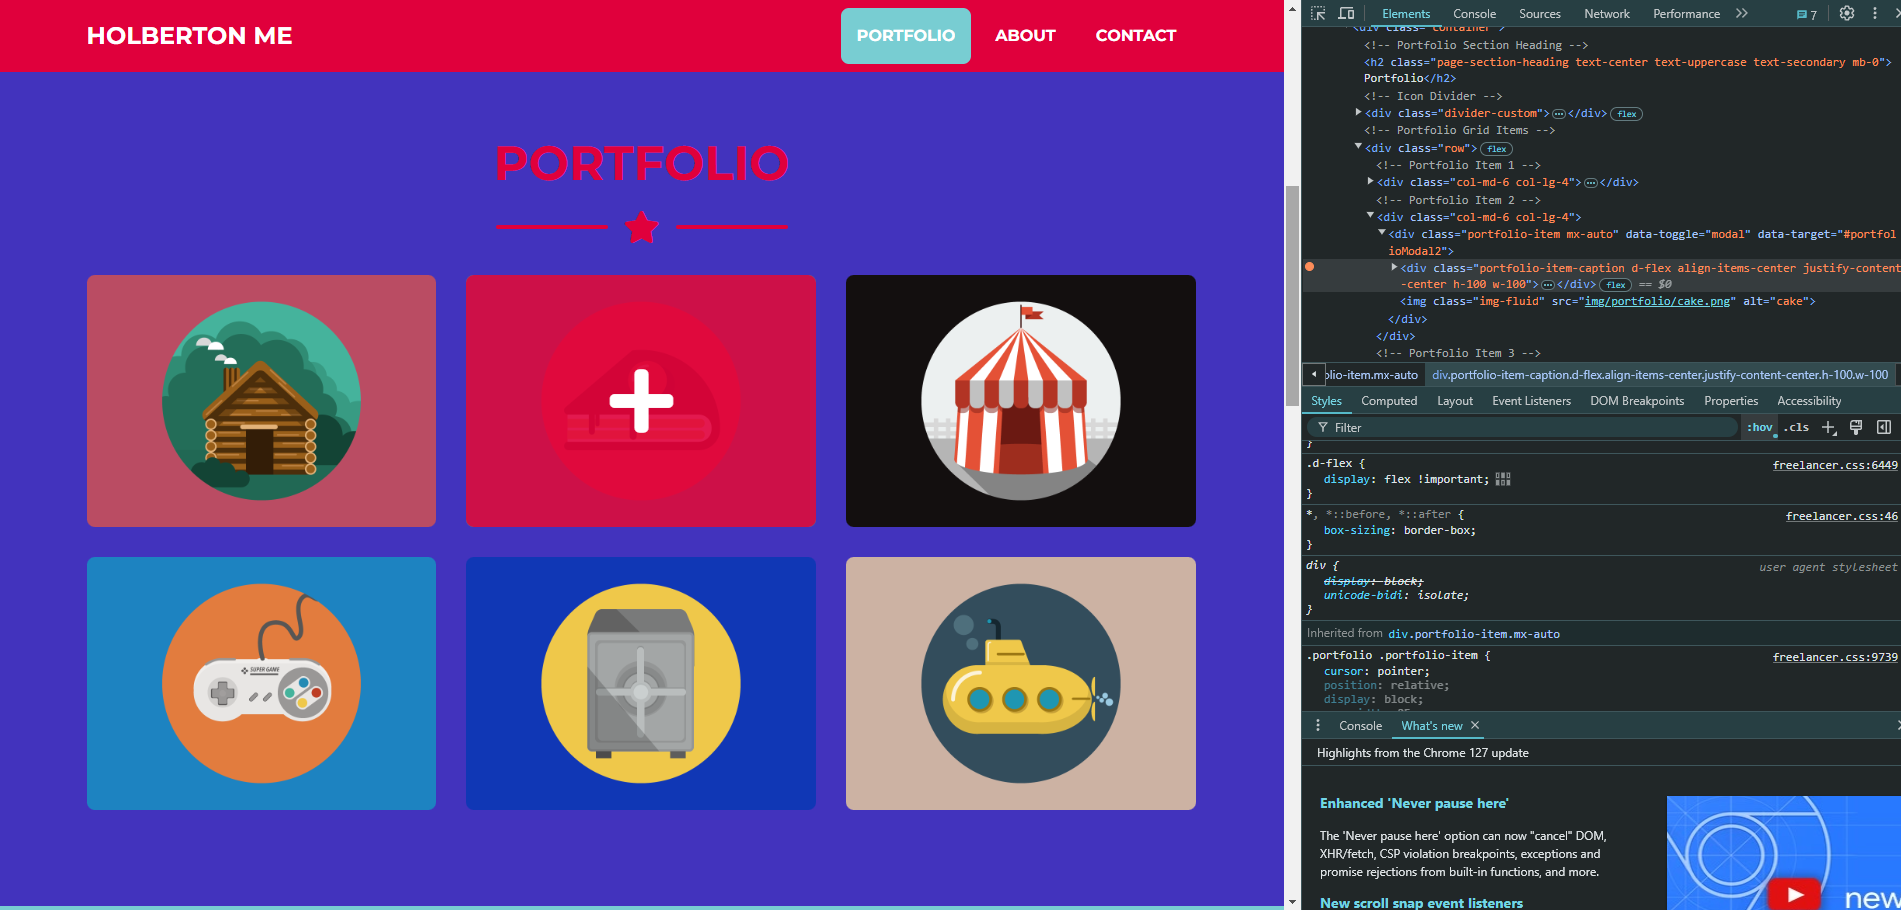 HOLBERTON ME
PORTFOLIO
ABOUT
CONTACT
PORTFOLIO
SUPER GAME
Elements
Console
Sources
Network
Performance
7
<div class="container">
<!-- Portfolio Section Heading -->
<h2 class="page-section-heading text-center text-uppercase text-secondary mb-0">
Portfolio</h2>
<!-- Icon Divider -->
<div class="divider-custom"> </div> flex
<!-- Portfolio Grid Items -->
<div class="row"> flex
<!-- Portfolio Item 1 -->
<div class="col-md-6 col-lg-4"> </div>
<!-- Portfolio Item 2 -->
<div class="col-md-6 col-lg-4">
<div class="portfolio-item mx-auto" data-toggle="modal" data-target="#portfol
ioModal2">
<div class="portfolio-item-caption d-flex align-items-center justify-content
-center h-100 w-100"> </div> flex == $0
<img class="img-fluid" src="img/portfolio/cake.png" alt="cake">
</div>
</div>
<!-- Portfolio Item 3 -->
olio-item.mx-auto
div.portfolio-item-caption.d-flex.align-items-center.justify-content-center.h-100.w-100
Styles
Computed
Layout
Event Listeners
DOM Breakpoints
Properties
Accessibility
Filter
:hov
.cls
}
.d-flex {
freelancer.css:6449
display: flex !important;
}
*, *::before, *::after {
freelancer.css:46
box-sizing: border-box;
}
div {
user agent stylesheet
display: block;
unicode-bidi: isolate;
}
Inherited from div.portfolio-item.mx-auto
.portfolio .portfolio-item {
freelancer.css:9739
cursor: pointer;
position: relative;
display: block;
Console
What's new
Highlights from the Chrome 127 update
Enhanced 'Never pause here'
The 'Never pause here' option can now "cancel" DOM,
XHR/fetch, CSP violation breakpoints, exceptions and
promise rejections from built-in functions, and more.
New scroll snap event listeners
new